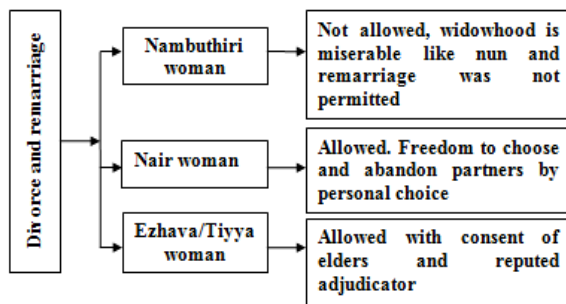 Divorce and remarriage
Nambuthiri
woman
Not allowed, widowhood is
miserable like nun and
remarriage was not
permitted
Nair woman
Allowed. Freedom to choose
and abandon partners by
personal choice
Ezhava/Tiyya
woman
Allowed with consent of
elders and reputed
adjudicator